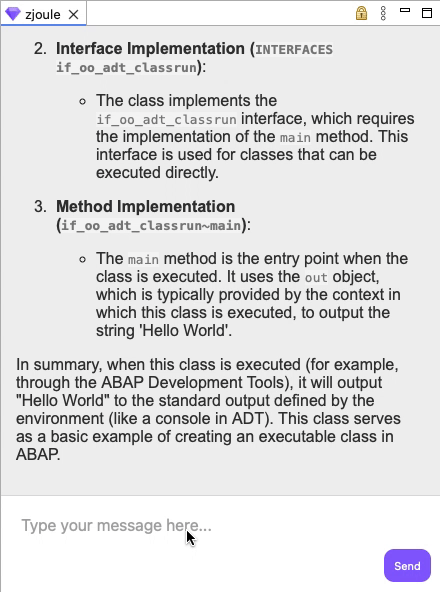 zjoule
2. Interface Implementation (INTERFACES
if_oo_adt_classrun):
The class implements the
if_oo_adt_classrun interface, which requires
the implementation of the main method. This
interface is used for classes that can be
executed directly.
3. Method Implementation
(if_oo_adt_classrun~main):
The main method is the entry point when the
class is executed. It uses the out object,
which is typically provided by the context in
which this class is executed, to output the
string 'Hello World'.
In summary, when this class is executed (for example,
through the ABAP Development Tools), it will output
"Hello World" to the standard output defined by the
environment (like a console in ADT). This class serves
as a basic example of creating an executable class in
ABAP.
Type your message here...
Send